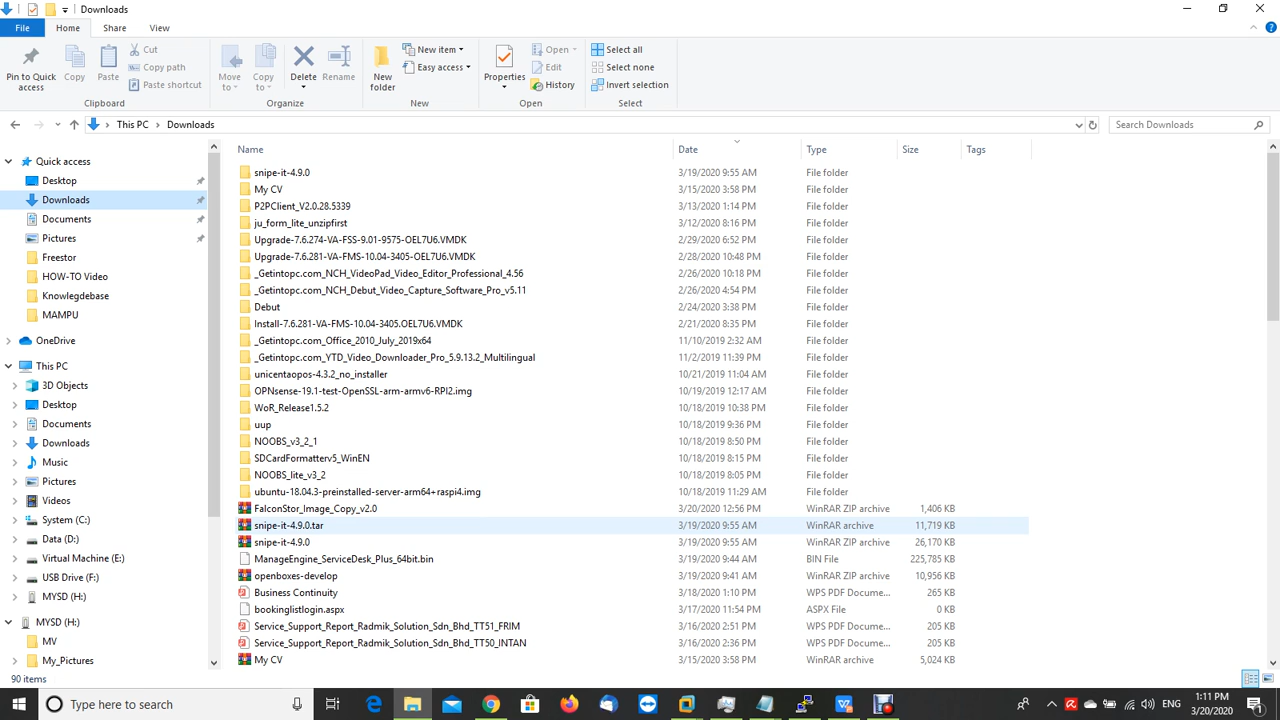 Downloads
File Home Share View
Pin to Quick access
Copy
Paste
Cut
Copy path
Paste shortcut
Clipboard
Move to
Copy to
Delete
Rename
Organize
New folder
New item
Easy access
New
Properties
Open
Edit
History
Open
Select all
Select none
Invert selection
Select
This PC > Downloads
Search Downloads
Quick access
Desktop
Downloads
Documents
Pictures
Freestor
HOW-TO Video
Knowlegdebase
MAMPU
OneDrive
This PC
3D Objects
Desktop
Documents
Downloads
Music
Pictures
Videos
System (C:)
Data (D:)
Virtual Machine (E:)
USB Drive (F:)
MYSD (H:)
MYSD (H:)
MV
My_Pictures
Name Date Type Size Tags
snipe-it-4.9.0 3/19/2020 9:55 AM File folder
My CV 3/15/2020 3:58 PM File folder
P2PClient_V2.0.28.5339 3/13/2020 1:14 PM File folder
ju_form_lite_unzipfirst 3/12/2020 8:16 PM File folder
Upgrade-7.6.274-VA-FSS-9.01-9575-OEL7U6.VMDK 2/29/2020 6:52 PM File folder
Upgrade-7.6.281-VA-FMS-10.04-3405.OEL7U6.VMDK 2/28/2020 10:48 PM File folder
_Getintopc.com_NCH_VideoPad_Video_Editor_Professional_4.56 2/26/2020 10:18 PM File folder
_Getintopc.com_NCH_Debut_Video_Capture_Software_Pro_v5.11 2/26/2020 4:54 PM File folder
Debut 2/24/2020 3:38 PM File folder
Install-7.6.281-VA-FMS-10.04-3405.OEL7U6.VMDK 2/21/2020 8:35 PM File folder
_Getintopc.com_Office_2010_July_2019x64 11/10/2019 2:32 AM File folder
_Getintopc.com_YTD_Video_Downloader_Pro_5.9.13.2_Multilingual 11/2/2019 11:39 PM File folder
unicentaopos-4.3.2_no_installer 10/21/2019 11:04 AM File folder
OPNsense-19.1-test-OpenSSL-arm-armv6-RPI2.img 10/19/2019 12:17 AM File folder
WoR_Release1.5.2 10/18/2019 10:38 PM File folder
uup 10/18/2019 9:36 PM File folder
NOOBS_v3_2_1 10/18/2019 8:50 PM File folder
SDCardFormatterv5_WinEN 10/18/2019 8:15 PM File folder
NOOBS_lite_v3_2 10/18/2019 8:05 PM File folder
ubuntu-18.04.3-preinstalled-server-arm64+raspi4.img 10/18/2019 11:29 AM File folder
FalconStor_Image_Copy_v2.0 3/20/2020 12:56 PM WinRAR ZIP archive 1,406 KB
snipe-it-4.9.0.tar 3/19/2020 9:55 AM WinRAR archive 11,719 KB
snipe-it-4.9.0 3/19/2020 9:55 AM WinRAR ZIP archive 26,170 KB
ManageEngine_ServiceDesk_Plus_64bit.bin 3/19/2020 9:44 AM BIN File 225,785 KB
openboxes-develop 3/19/2020 9:41 AM WinRAR ZIP archive 10,956 KB
Business Continuity 3/18/2020 1:10 PM WPS PDF Docume... 265 KB
bookinglistlogin.aspx 3/17/2020 11:54 PM ASPX File 0 KB
Service_Support_Report_Radmik_Solution_Sdn_Bhd_TT51_FRIM 3/16/2020 2:51 PM WPS PDF Docume... 205 KB
Service_Support_Report_Radmik_Solution_Sdn_Bhd_TT50_INTAN 3/16/2020 2:36 PM WPS PDF Docume... 205 KB
My CV 3/15/2020 3:58 PM WinRAR archive 5,024 KB
90 items
Type here to search
ENG
1:11 PM
3/20/2020